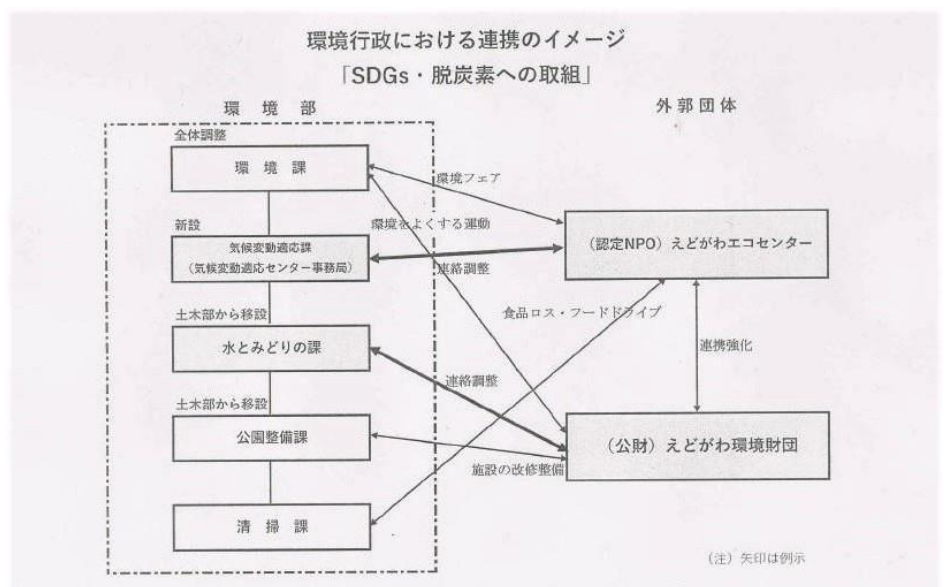 環境行政における連携のイメージ
「SDGs・脱炭素への取組」
環境部
外郭団体
全体調整
環境課
環境フェア
新設
環境をよくする運動
気候変動適応課
(気候変動適応センター事務局)
連絡調整
(認定NPO)えどがわエコセンター
土木部から移設
食品ロス・フードドライブ
水とみどりの課
連携強化
連絡調整
土木部から移設
公園整備課
(公財)えどがわ環境財団
施設の改修整備
清掃課
(注)矢印は例示